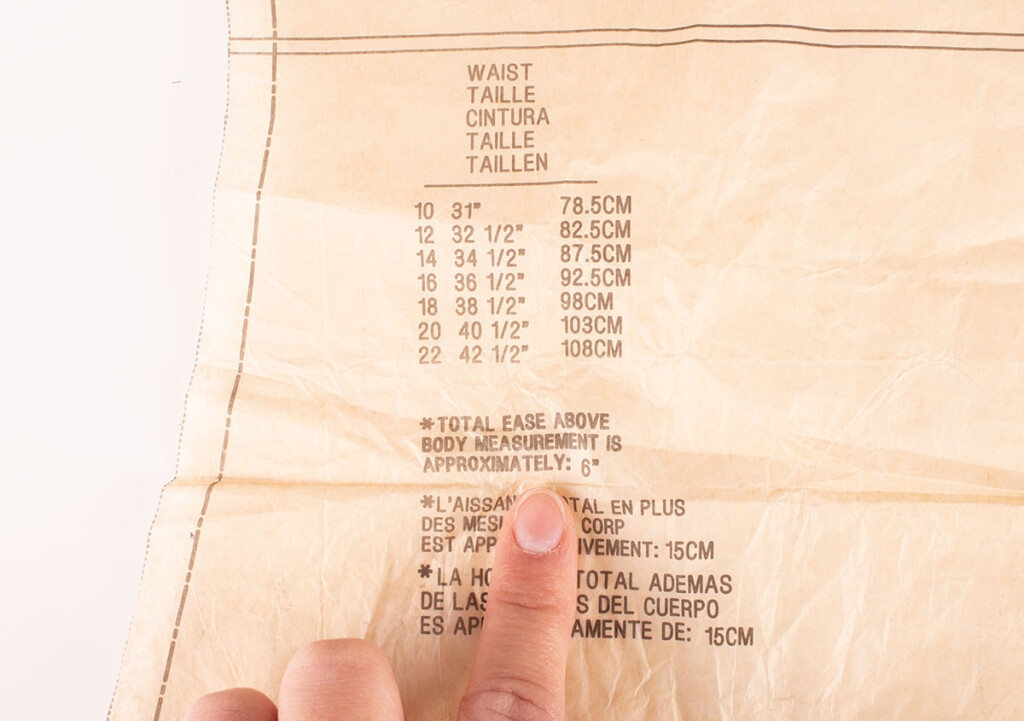 WAIST
TAILLE
CINTURA
TAILLE
TAILLEN
10 31" 78.5CM
12 32 1/2" 82.5CM
14 34 1/2" 87.5CM
16 36 1/2" 92.5CM
18 38 1/2" 98CM
20 40 1/2" 103CM
22 42 1/2" 108CM
*TOTAL EASE ABOVE
BODY MEASUREMENT IS
APPROXIMATELY: 6"
*L'AISSAN TAL EN PLUS
DES MES CORP
EST APP IVEMENT: 15CM
*LA HO TOTAL ADEMAS
DE LAS S DEL CUERPO
ES AP AMENTE DE: 15CM